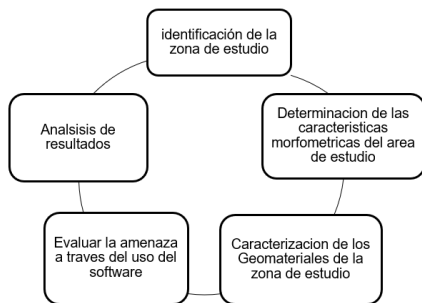 identificación de la
zona de estudio
Determinacion de las
caracteristicas
morfometricas del area
de estudio
Caracterizacion de los
Geomateriales de la
zona de estudio
Evaluar la amenaza
a traves del uso del
software
Analsisis de
resultados